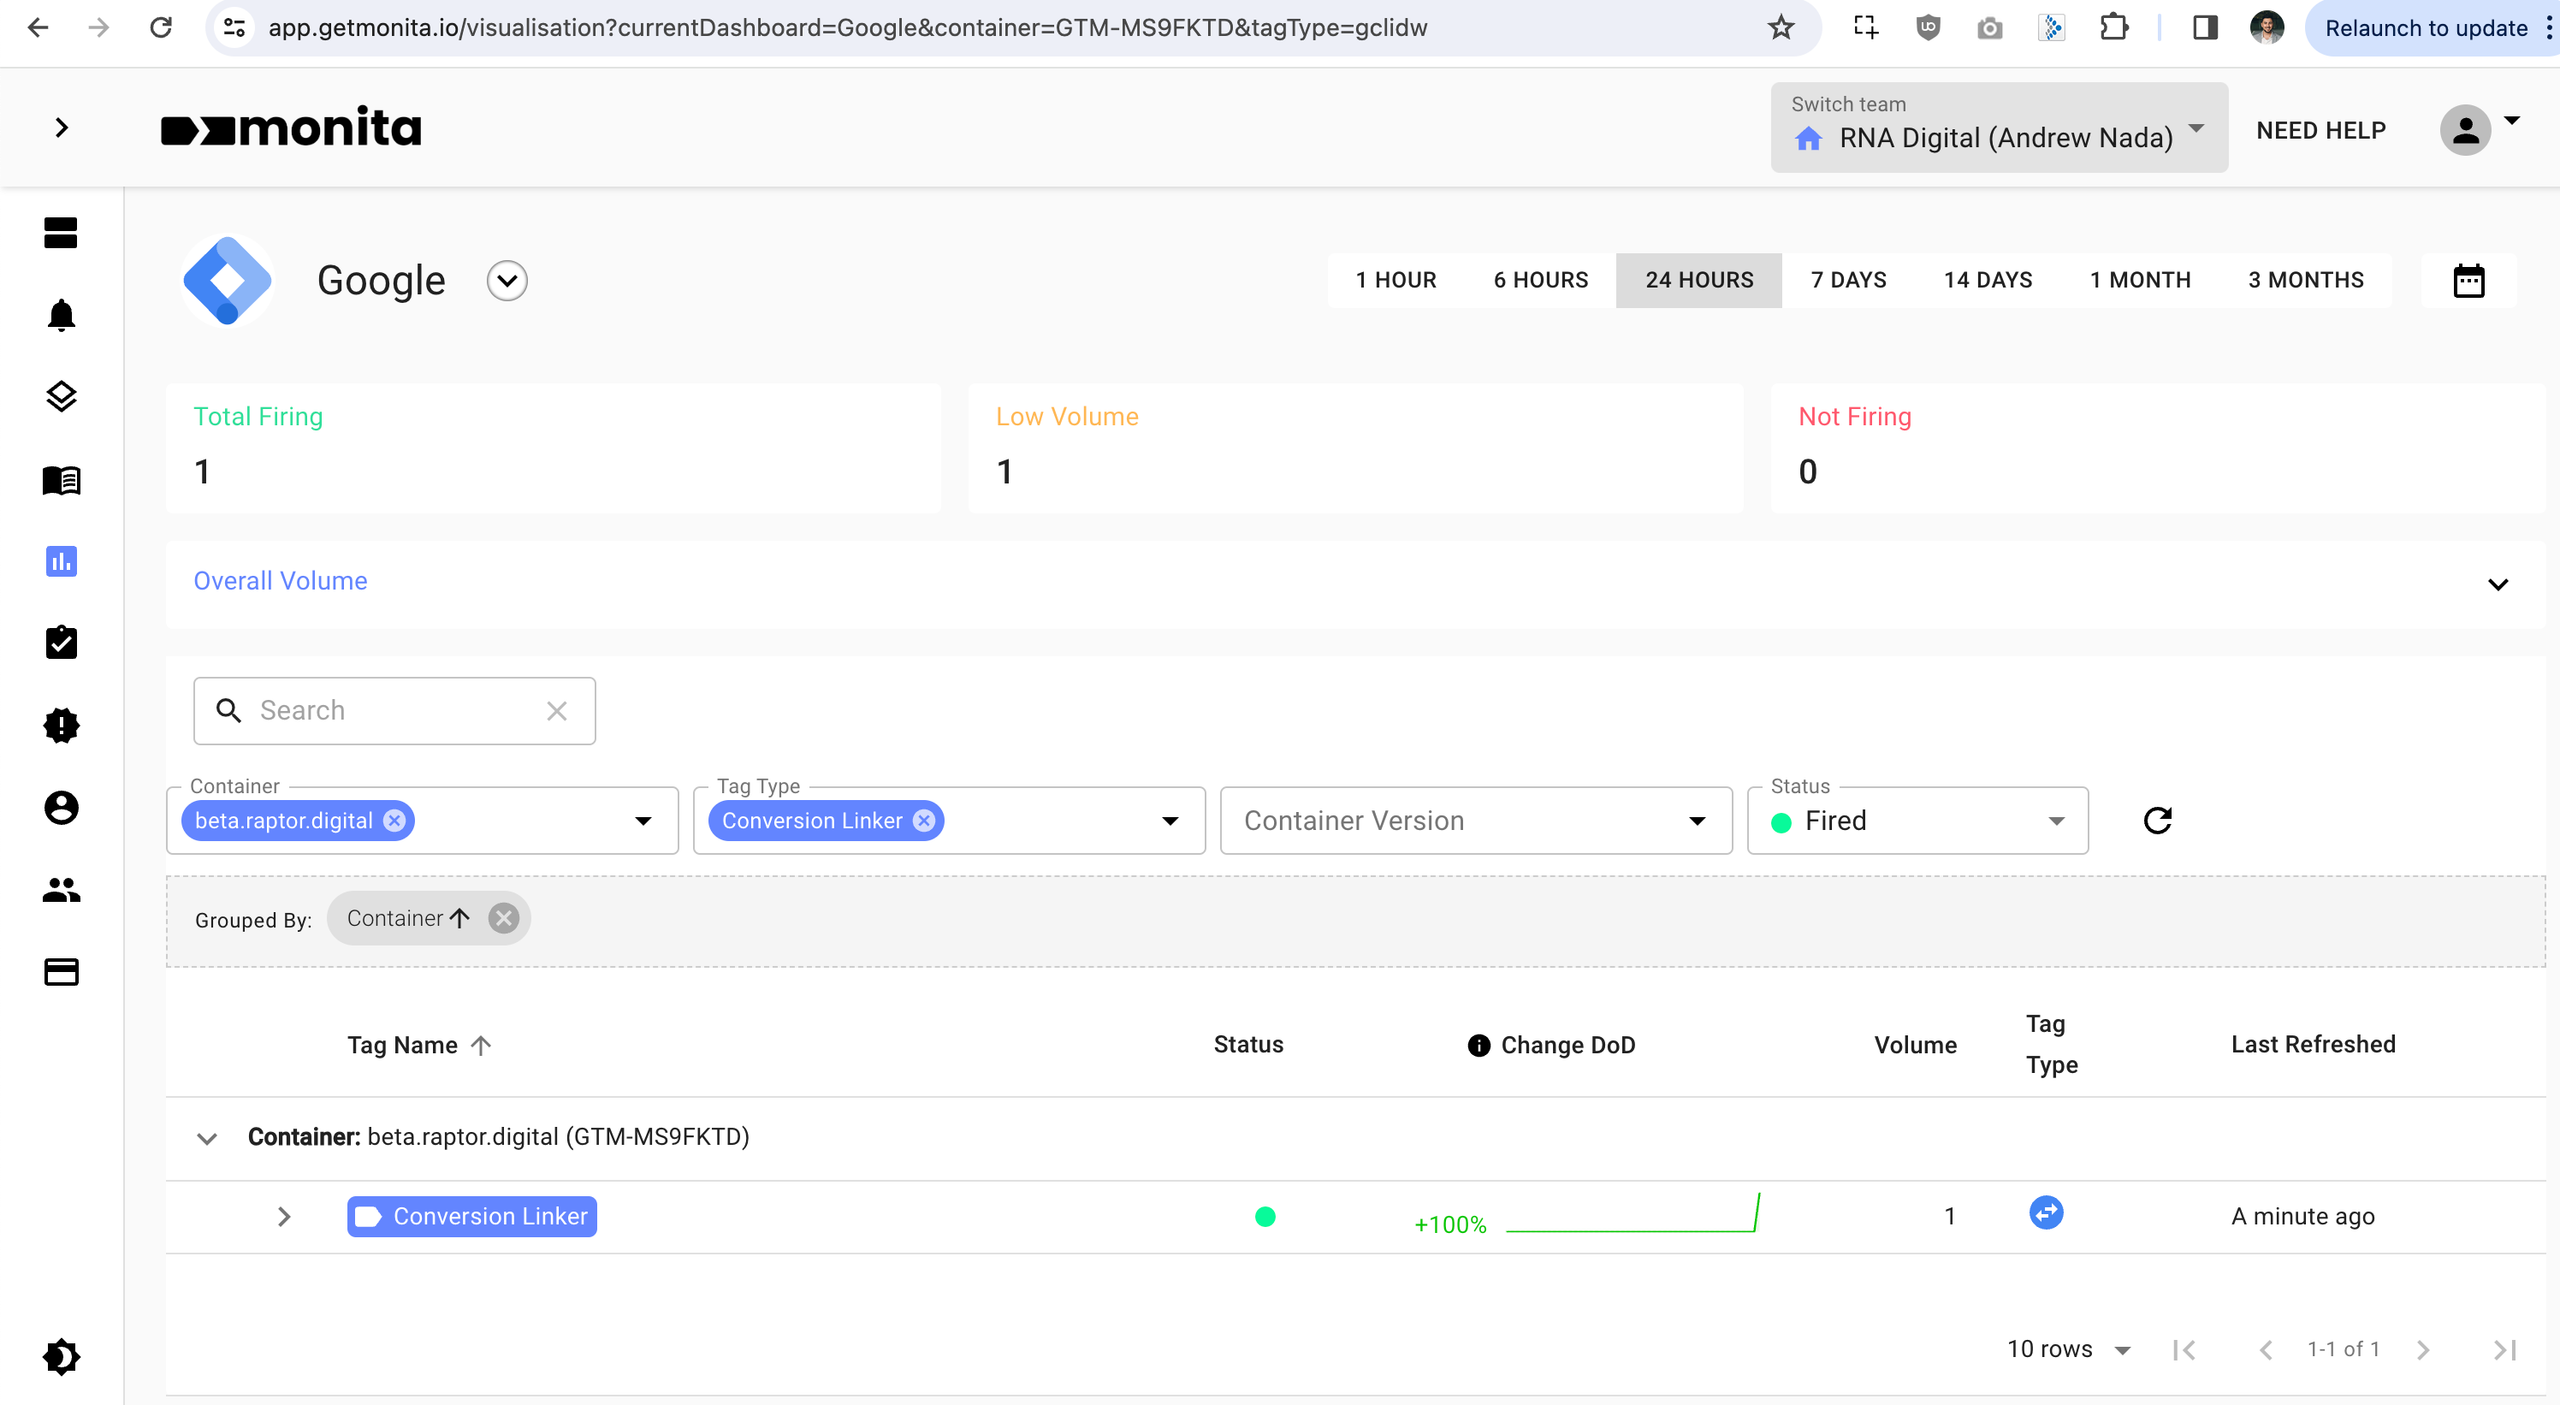 app.getmonita.io/visualisation?currentDashboard=Google&container=GTM-MS9FKTD&tagType=gclidw
Relaunch to update
monita
Switch team
RNA Digital (Andrew Nada)
NEED HELP
Google
1 HOUR
6 HOURS
24 HOURS
7 DAYS
14 DAYS
1 MONTH
3 MONTHS
Total Firing
1
Low Volume
1
Not Firing
0
Overall Volume
Search
Container
beta.raptor.digital
Tag Type
Conversion Linker
Container Version
Status
Fired
Grouped By:
Container
Tag Name
Status
Change DoD
Volume
Tag
Type
Last Refreshed
Container: beta.raptor.digital (GTM-MS9FKTD)
Conversion Linker
+100%
1
A minute ago
10 rows
1-1 of 1